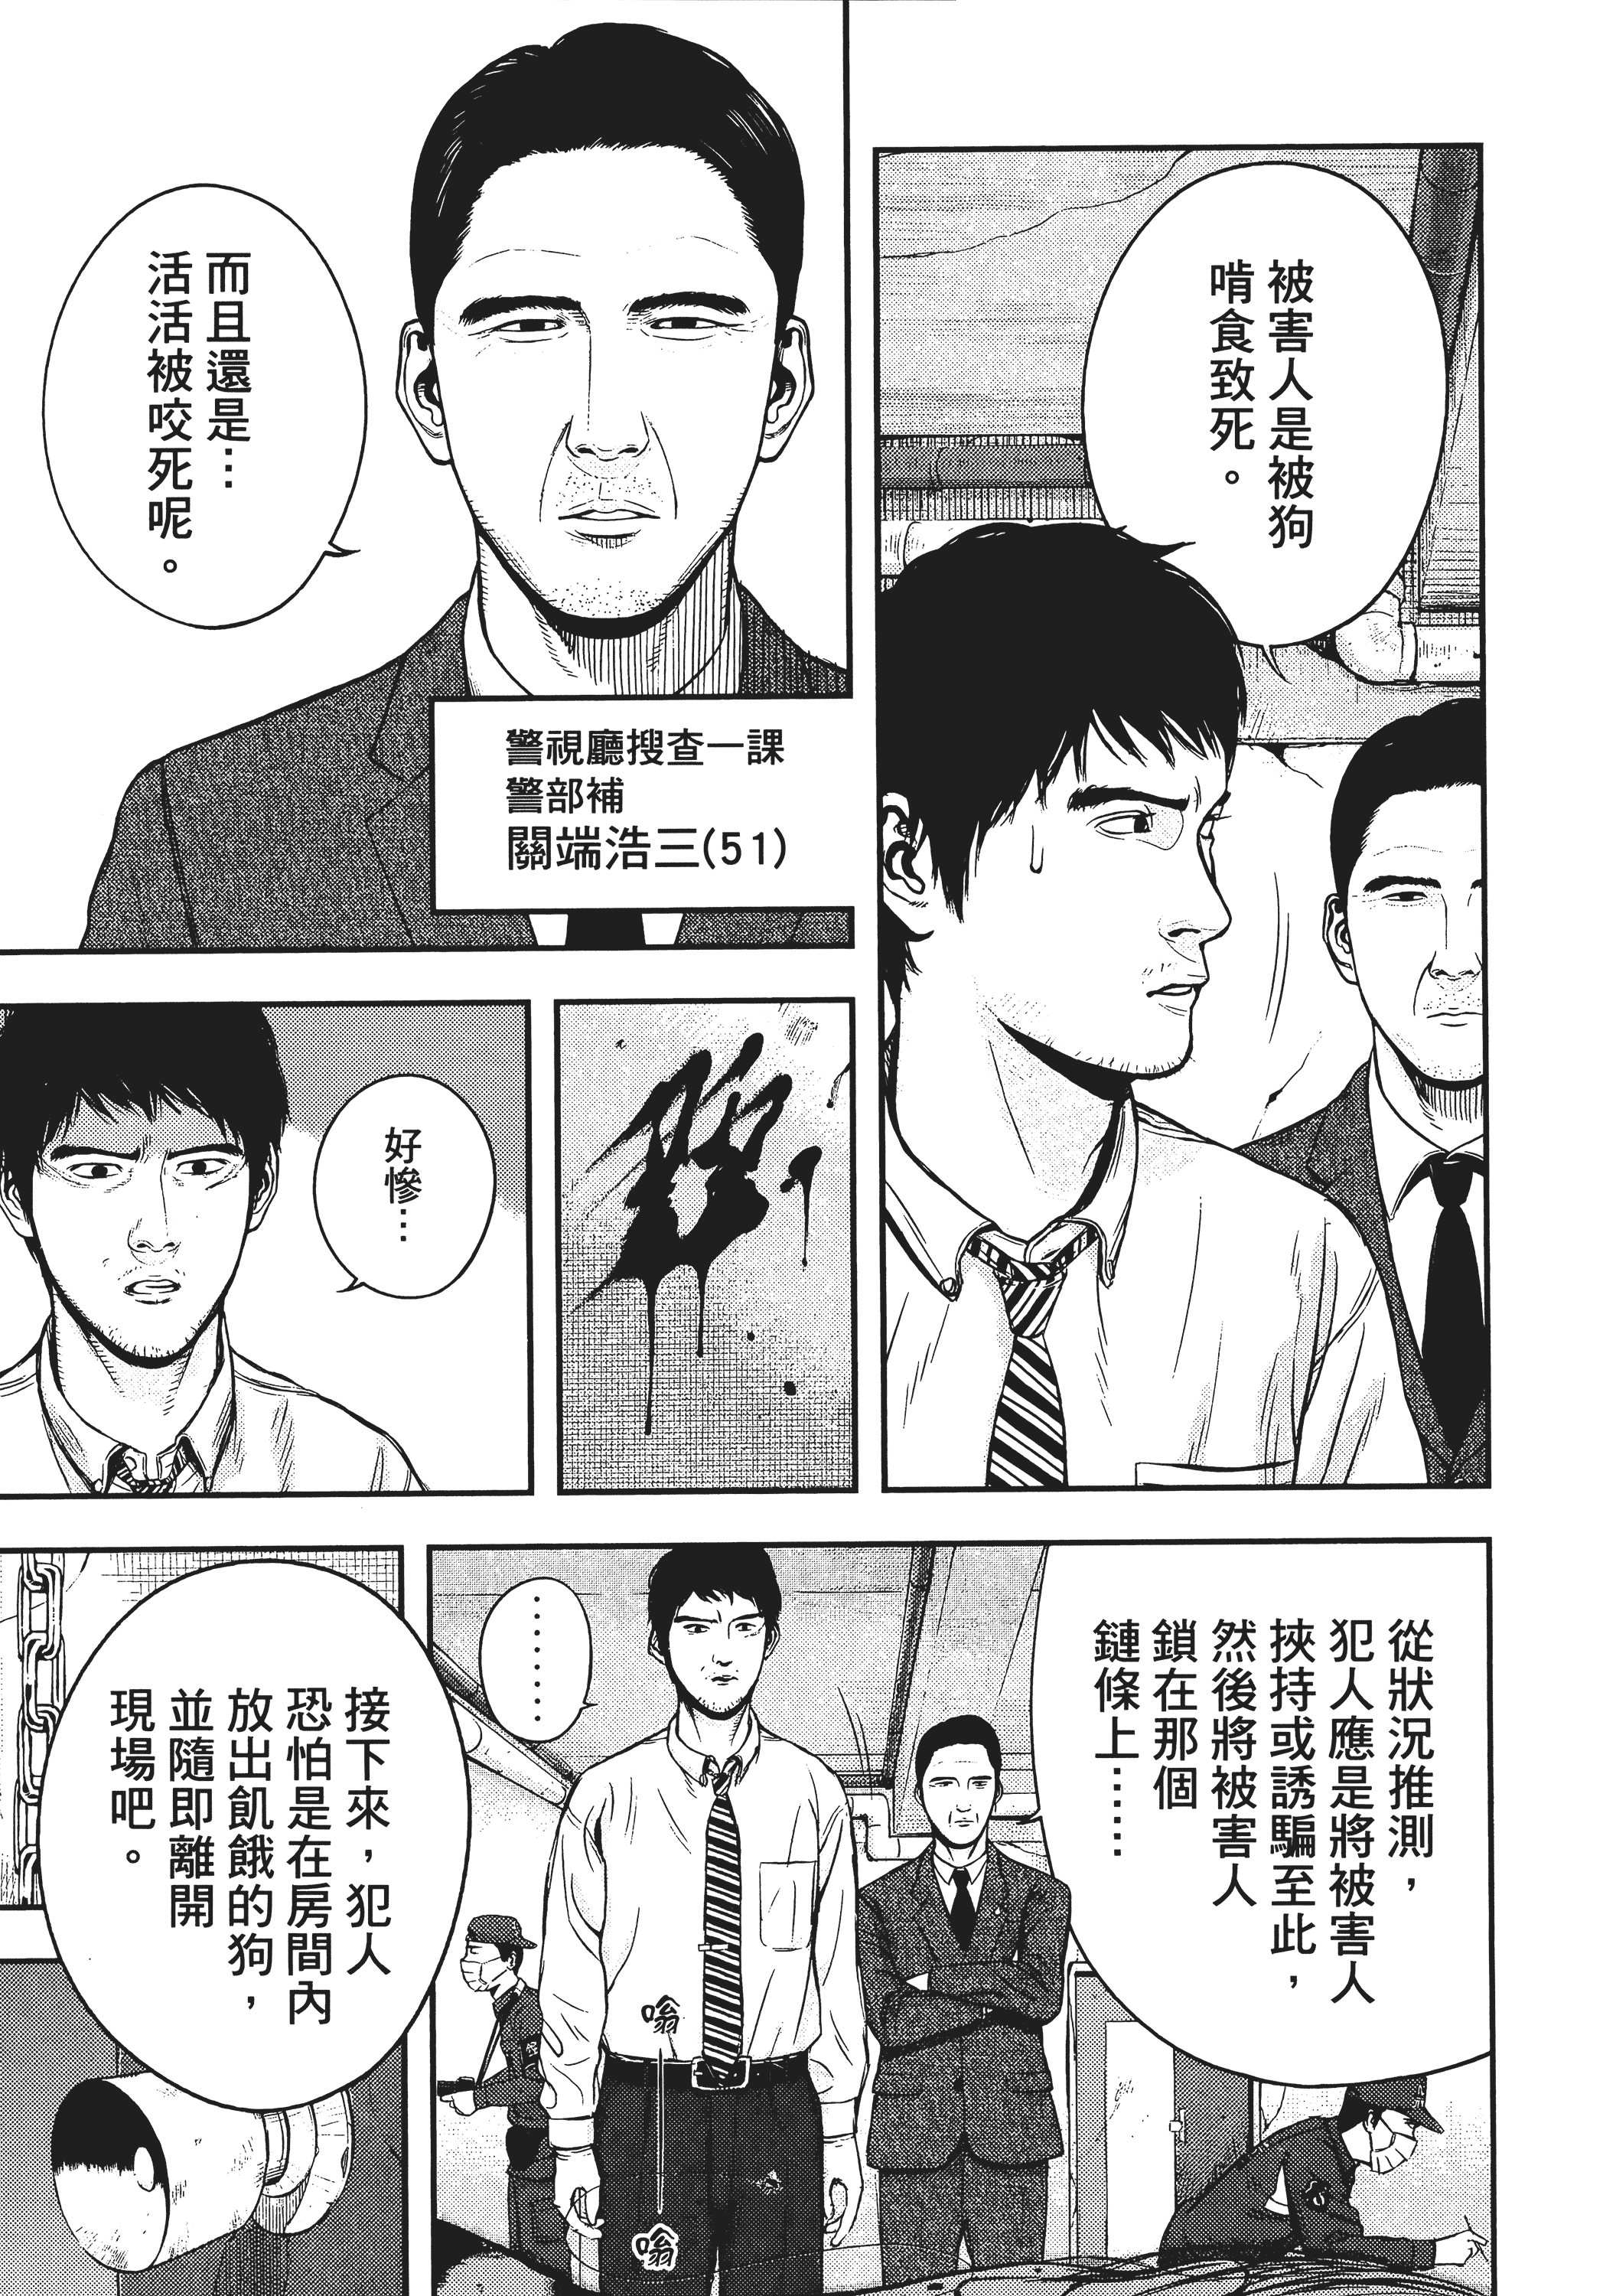 被害人是被狗
啃食致死。
而且還是…
活活被咬死呢。
警視廳搜查一課
警部補
關端浩三(51)
好慘…
從狀況推測，
犯人應是將被害人
挾持或誘騙至此，
然後將被害人
鎖在那個
鏈條上……
………
嗡
嗡
接下來，犯人
恐怕是在房間內
放出飢餓的狗，
並隨即離開
現場吧。